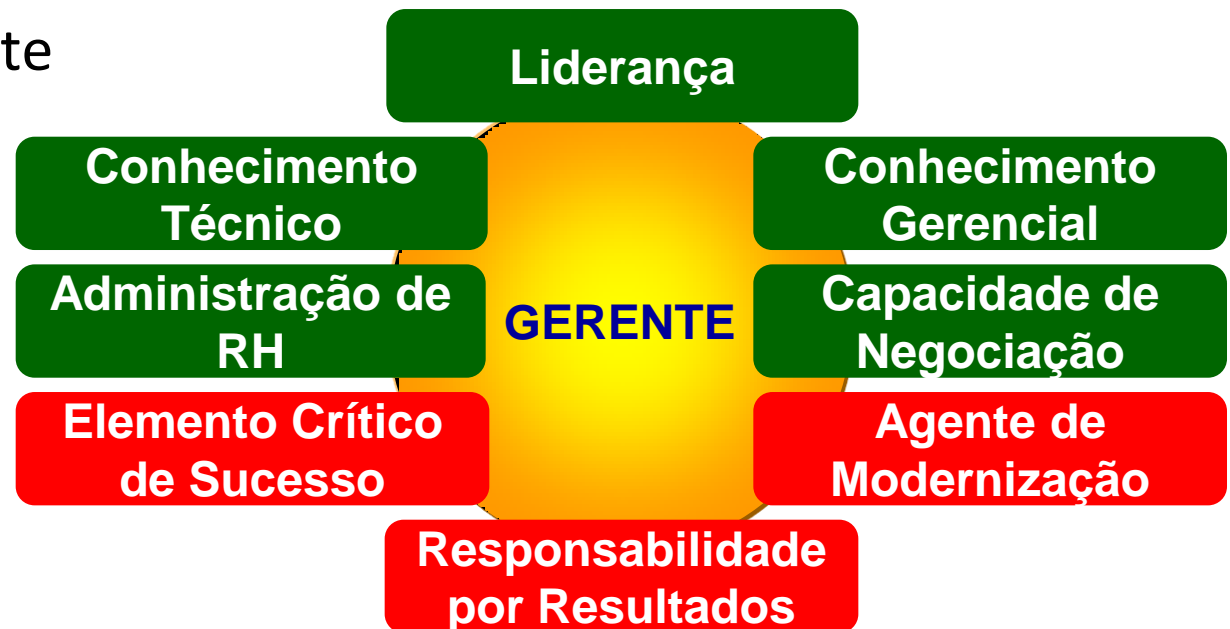 te
Liderança
Conhecimento
Técnico
Conhecimento
Gerencial
Administração de
RH
GERENTE
Capacidade de
Negociação
Elemento Crítico
de Sucesso
Agente de
Modernização
Responsabilidade
por Resultados